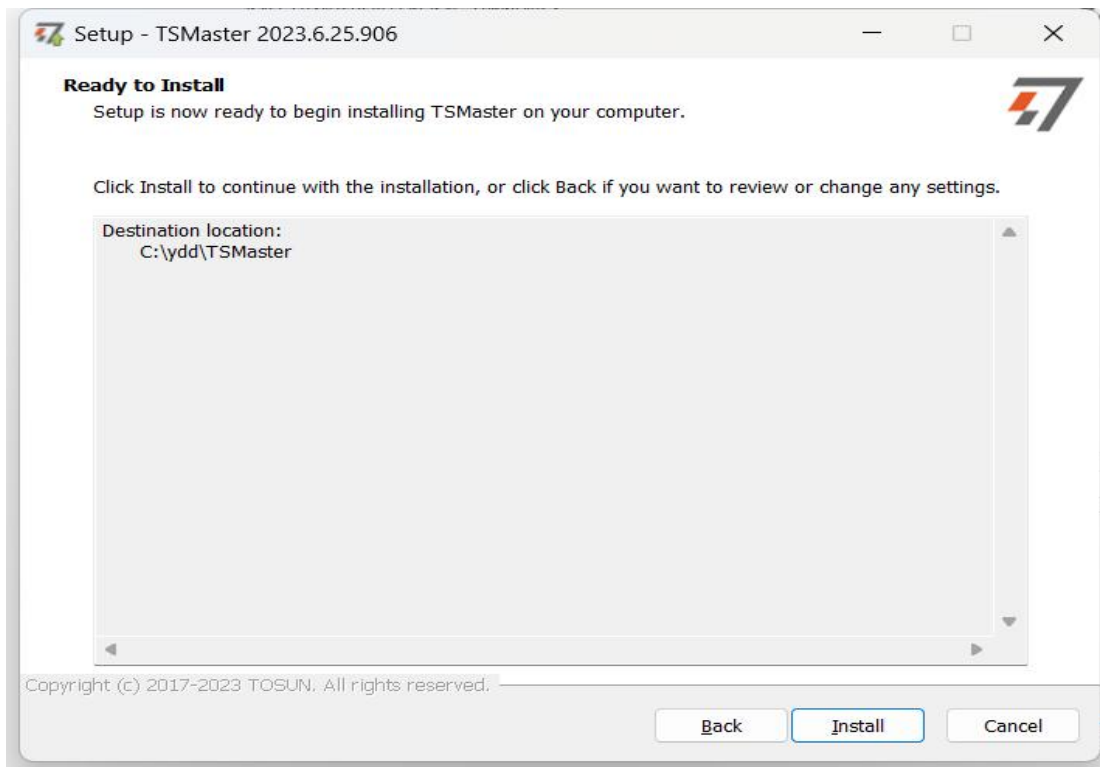 Setup - TSMaster 2023.6.25.906
Ready to Install
Setup is now ready to begin installing TSMaster on your computer.
Click Install to continue with the installation, or click Back if you want to review or change any settings.
Destination location:
C:\ydd\TSMaster
Copyright (c) 2017-2023 TOSUN. All rights reserved.
Back
Install
Cancel